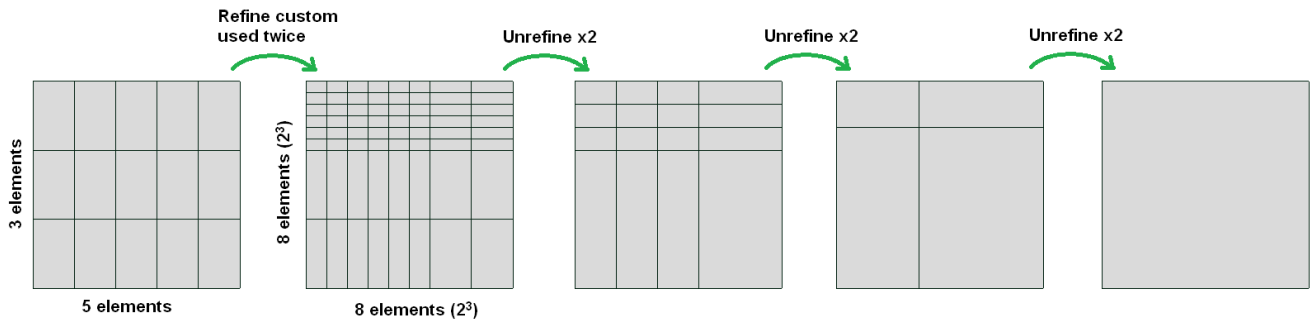 Refine custom
used twice
Unrefine x2
Unrefine x2
Unrefine x2
3 elements
8 elements (2³)
5 elements
8 elements (2³)